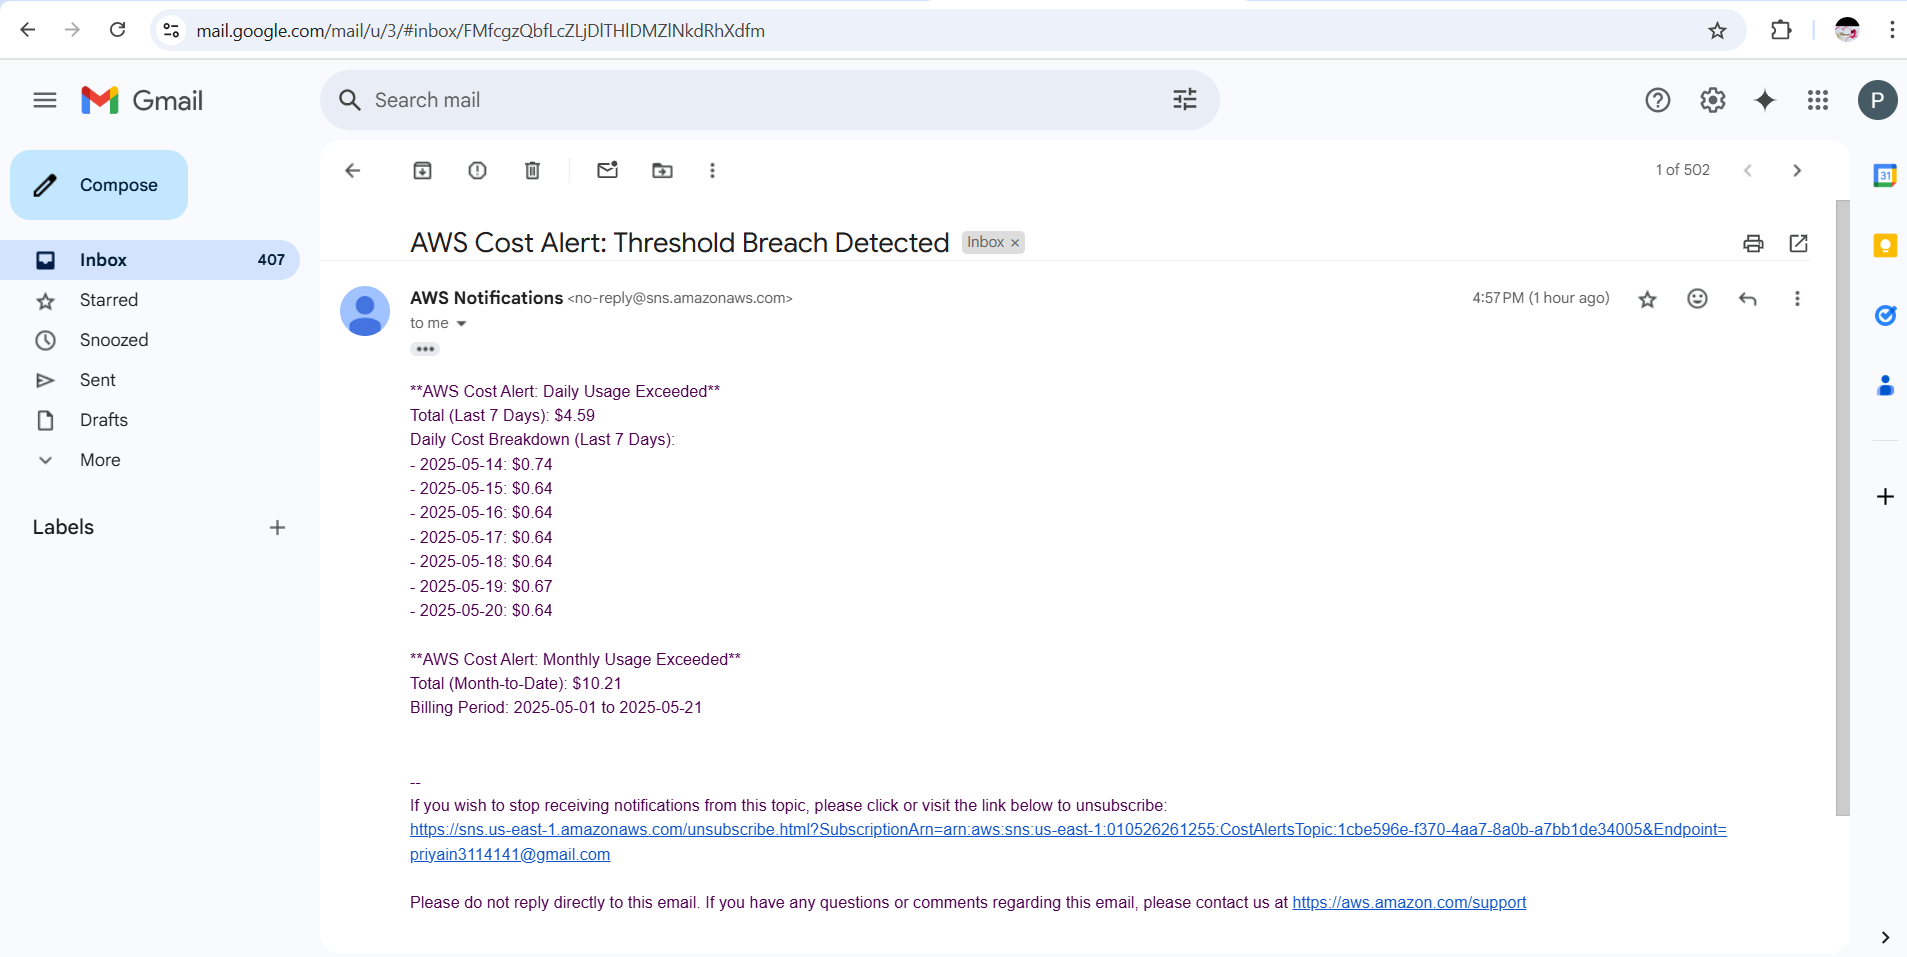 mail.google.com/mail/u/3/#inbox/FMfcgzQbfLcZLjDlTHlDMZlNkdRhXdfm
Gmail
Search mail
P
Compose
1 of 502
31
AWS Cost Alert: Threshold Breach Detected
Inbox ×
Inbox 407
Starred
Snoozed
Sent
Drafts
More
Labels
AWS Notifications <no-reply@sns.amazonaws.com>
4:57 PM (1 hour ago)
to me
**AWS Cost Alert: Daily Usage Exceeded**
Total (Last 7 Days): $4.59
Daily Cost Breakdown (Last 7 Days):
- 2025-05-14: $0.74
- 2025-05-15: $0.64
- 2025-05-16: $0.64
- 2025-05-17: $0.64
- 2025-05-18: $0.64
- 2025-05-19: $0.67
- 2025-05-20: $0.64
**AWS Cost Alert: Monthly Usage Exceeded**
Total (Month-to-Date): $10.21
Billing Period: 2025-05-01 to 2025-05-21
--
If you wish to stop receiving notifications from this topic, please click or visit the link below to unsubscribe:
https://sns.us-east-1.amazonaws.com/unsubscribe.html?SubscriptionArn=arn:aws:sns:us-east-1:010526261255:CostAlertsTopic:1cbe596e-f370-4aa7-8a0b-a7bb1de34005&Endpoint=
priyain3114141@gmail.com
Please do not reply directly to this email. If you have any questions or comments regarding this email, please contact us at https://aws.amazon.com/support